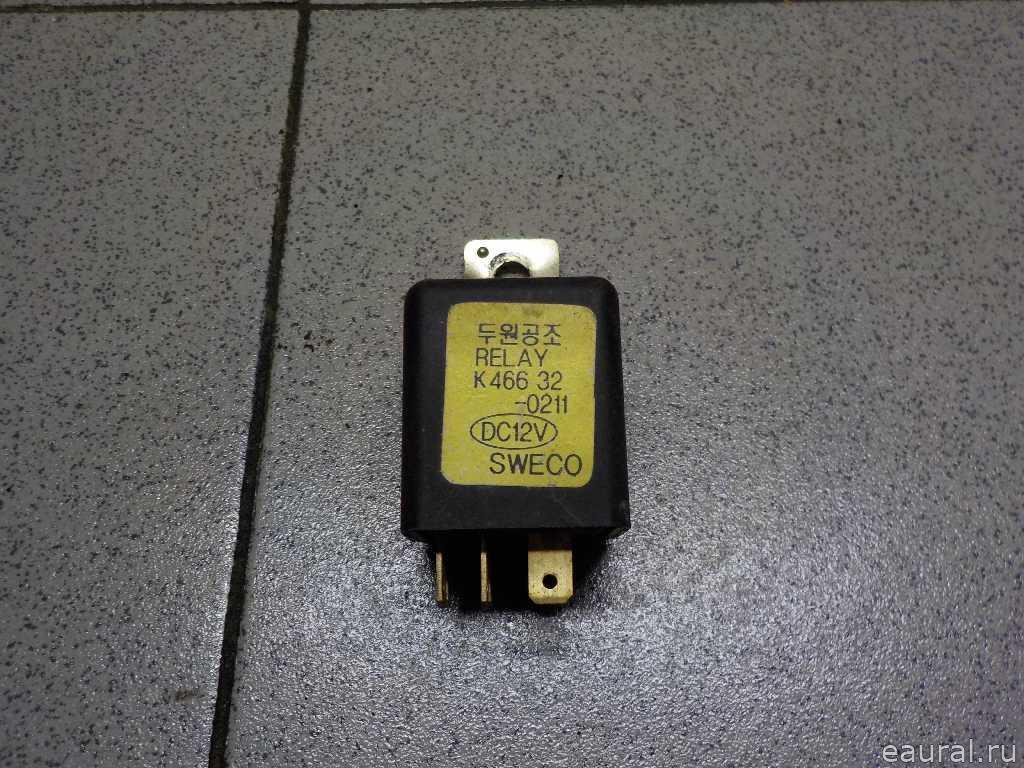 두원공조
RELAY
K466 32
-0211
DC12V
SWECO
eaural.ru